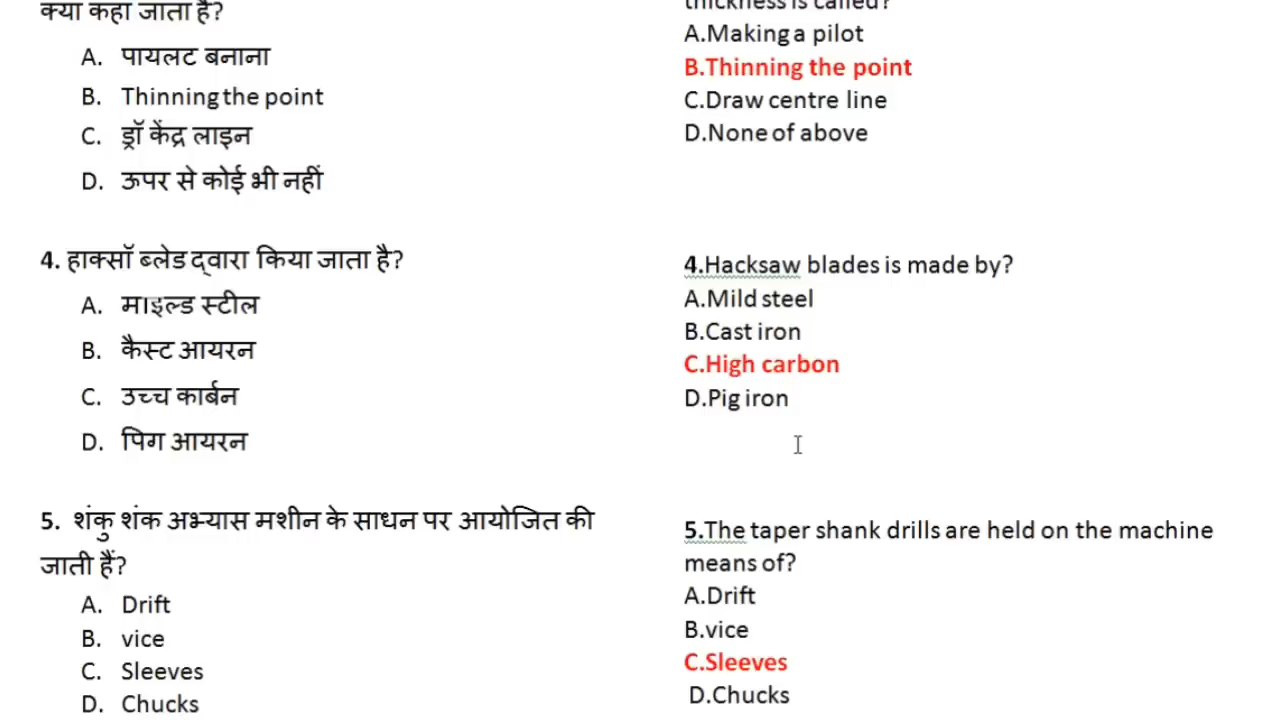 क्या कहा जाता है?
A. पायलट बनाना
B. Thinning the point
C. ड्रॉ केंद्र लाइन
D. ऊपर से कोई भी नहीं
4. हाक्सॉ ब्लेड द्वारा किया जाता है?
A. माइल्ड स्टील
B. कैस्ट आयरन
C. उच्च कार्बन
D. पिग आयरन
5. शंकु शंक अभ्यास मशीन के साधन पर आयोजित की
जाती हैं?
A. Drift
B. vice
C. Sleeves
D. Chucks
thickness is called?
A.Making a pilot
B.Thinning the point
C.Draw centre line
D.None of above
4.Hacksaw blades is made by?
A.Mild steel
B.Cast iron
C.High carbon
D.Pig iron
5.The taper shank drills are held on the machine
means of?
A.Drift
B.vice
C.Sleeves
D.Chucks